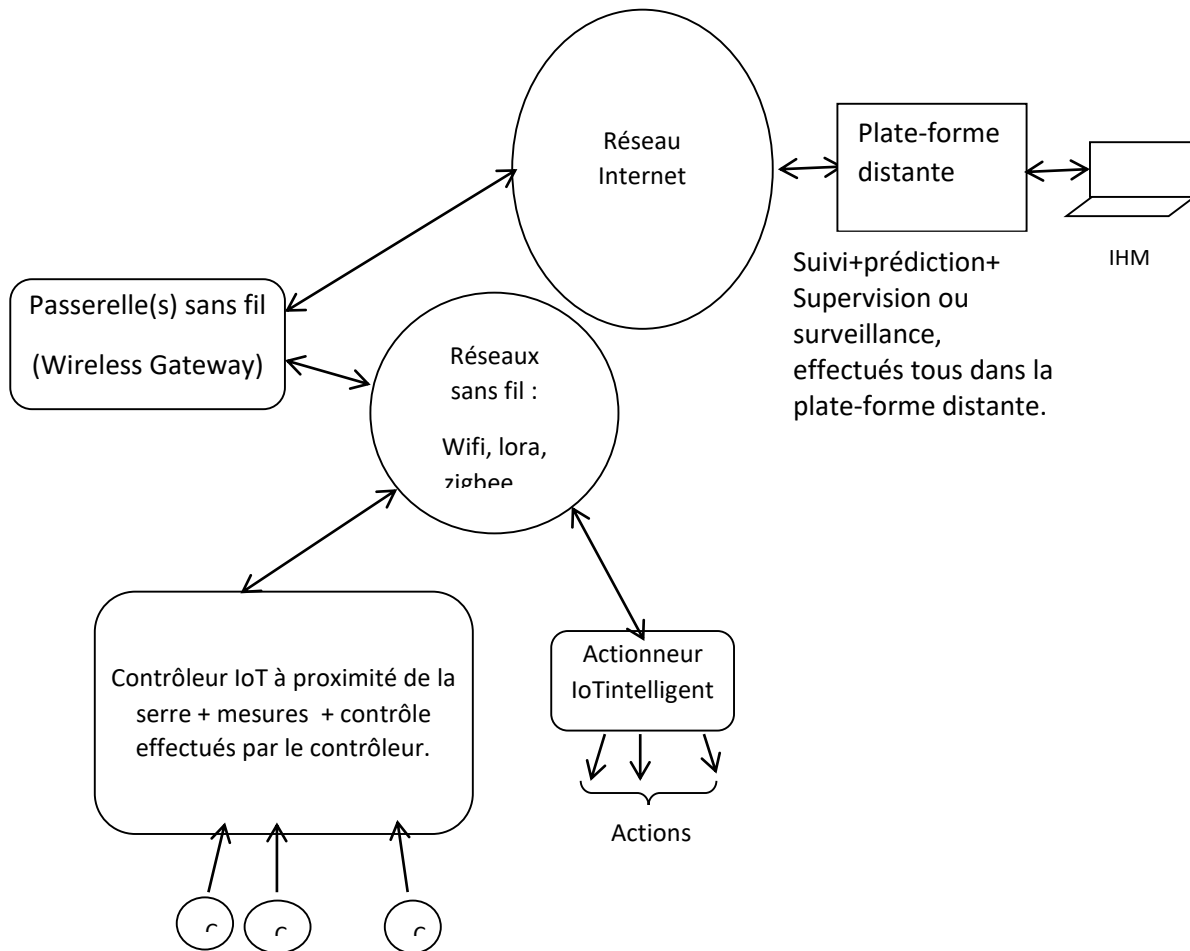 Réseau
Internet
Plate-forme
distante
IHM
Suivi+prédiction+
Supervision ou
surveillance,
effectués tous dans la
plate-forme distante.
Passerelle(s) sans fil
(Wireless Gateway)
Réseaux
sans fil :
Wifi, lora,
zigbee
Contrôleur IoT à proximité de la
serre + mesures + contrôle
effectués par le contrôleur.
Actionneur
IoTintelligent
Actions